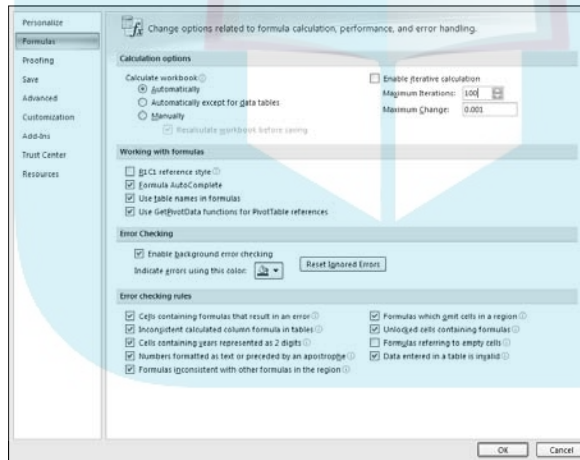 Personalize
Formulas
Proofing
Save
Advanced
Customization
Add-Ins
Trust Center
Resources
Change options related to formula calculation, performance, and error handling.
Calculation options
Calculate workbook
Automatically
Automatically except for data tables
Manually
Recalculate workbook before saving
Enable iterative calculation
Maximum Iterations: 100
Maximum Change: 0.001
Working with formulas
R1C1 reference style
Formula AutoComplete
Use table names in formulas
Use GetPivotData functions for PivotTable references
Error Checking
Enable background error checking
Indicate errors using this color:
Reset Ignored Errors
Error checking rules
Cells containing formulas that result in an error
Inconsistent calculated column formula in tables
Cells containing years represented as 2 digits
Numbers formatted as text or preceded by an apostrophe
Formulas inconsistent with other formulas in the region
Formulas which omit cells in a region
Unlocked cells containing formulas
Formulas referring to empty cells
Data entered in a table is invalid
OK Cancel